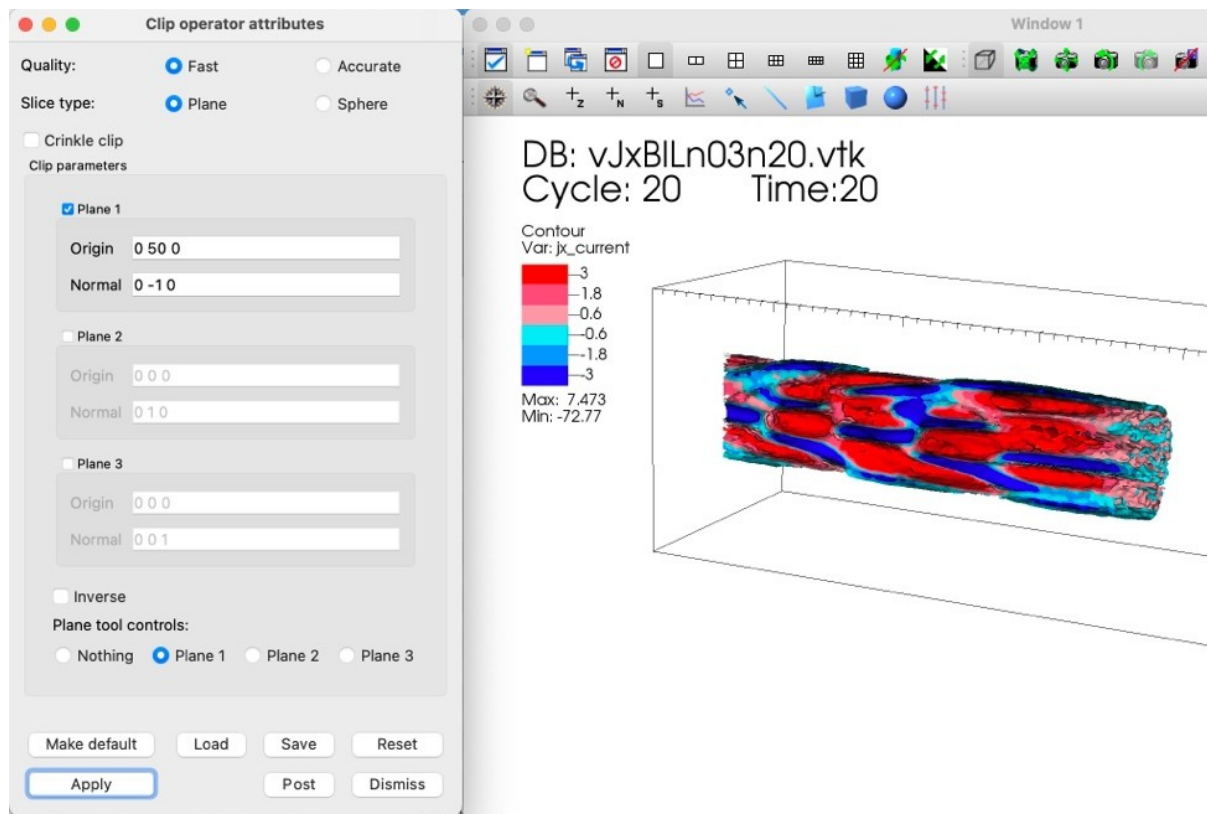 Clip operator attributes
Quality: Fast Accurate
Slice type: Plane Sphere
Crinkle clip
Clip parameters
Plane 1
Origin 0 50 0
Normal 0 -1 0
Plane 2
Origin 0 0 0
Normal 0 1 0
Plane 3
Origin 0 0 0
Normal 0 0 1
Inverse
Plane tool controls:
Nothing Plane 1 Plane 2 Plane 3
Make default Load Save Reset
Apply Post Dismiss
Window 1
+z +N +s
DB: vJxBlLn03n20.vtk
Cycle: 20 Time:20
Contour
Var: jx_current
3
1.8
0.6
-0.6
-1.8
-3
Max: 7.473
Min: -72.77